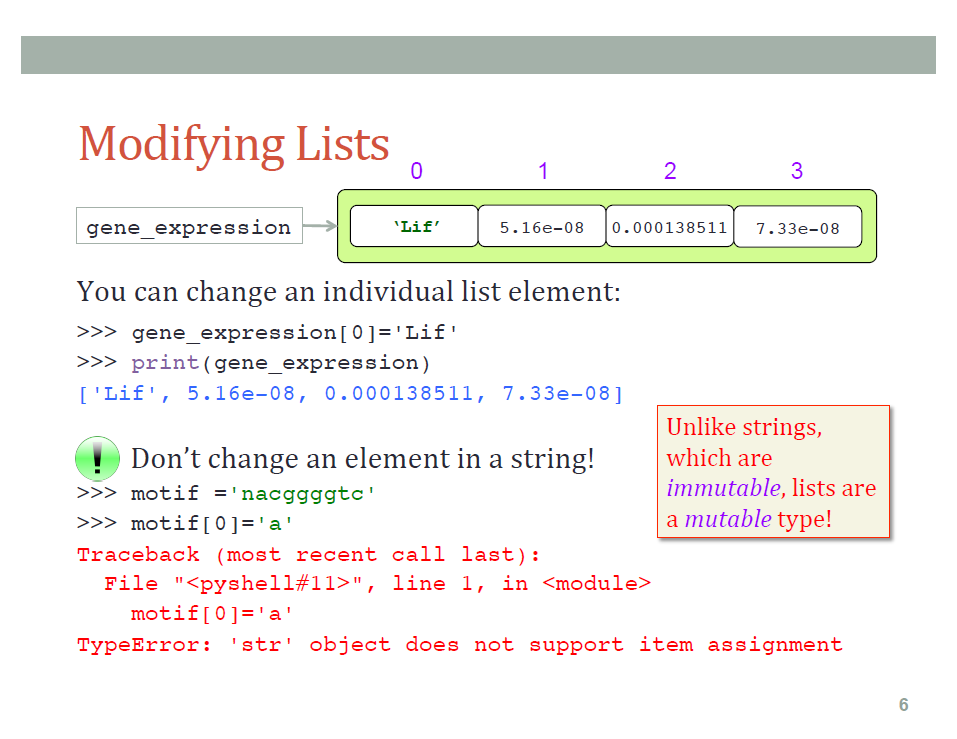 Modifying Lists
0 1 2 3
gene_expression
‘Lif’ 5.16e-08 0.000138511 7.33e-08
You can change an individual list element:
>>> gene_expression[0]='Lif'
>>> print(gene_expression)
['Lif', 5.16e-08, 0.000138511, 7.33e-08]
Unlike strings,
which are
immutable, lists are
a mutable type!
! Don’t change an element in a string!
>>> motif ='nacggggtc'
>>> motif[0]='a'
Traceback (most recent call last):
  File "<pyshell#11>", line 1, in <module>
    motif[0]='a'
TypeError: 'str' object does not support item assignment
6